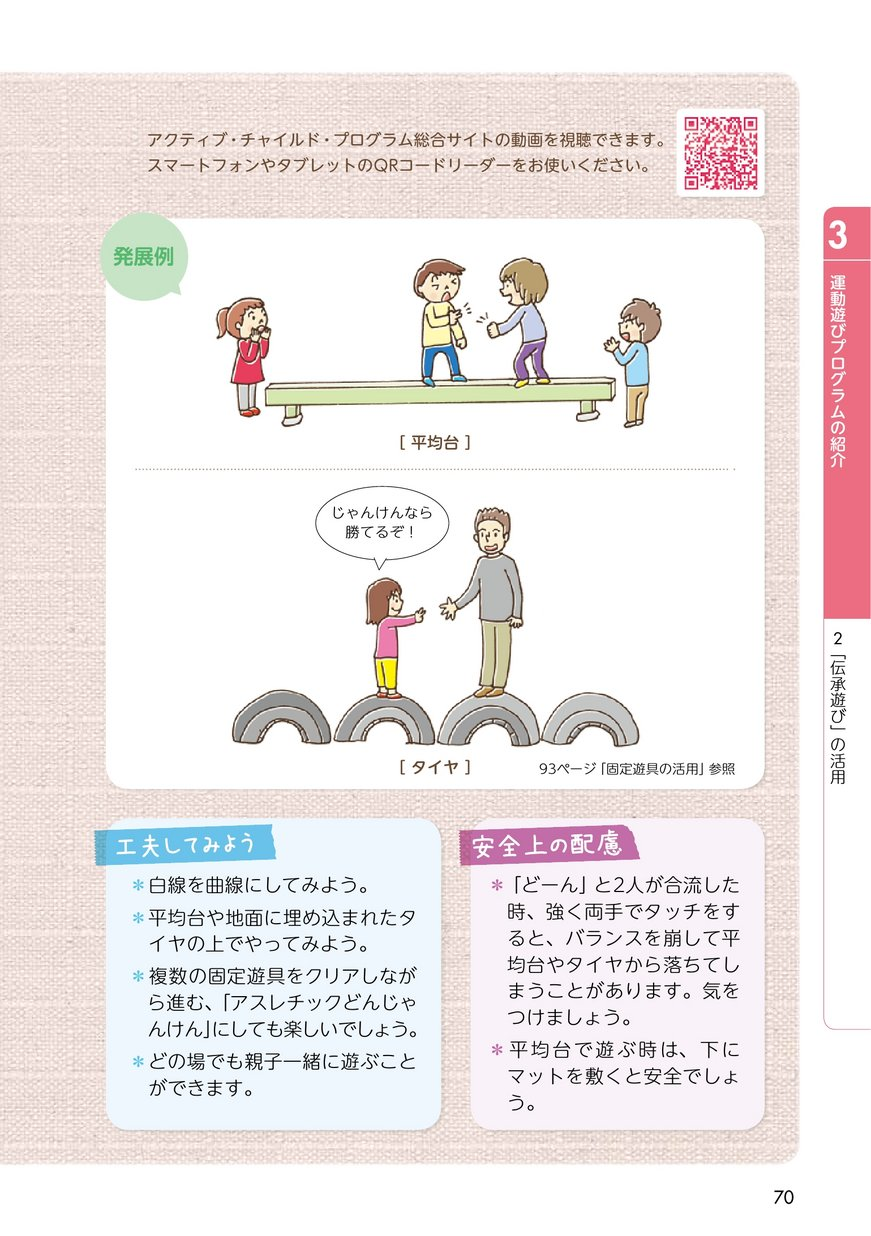 アクティブ・チャイルド・プログラム総合サイトの動画を視聴できます。
スマートフォンやタブレットのQRコードリーダーをお使いください。
発展例
[ 平均台 ]
じゃんけんなら
勝てるぞ！
[ タイヤ ]
93ページ「固定遊具の活用」参照
工夫してみよう
＊白線を曲線にしてみよう。
＊平均台や地面に埋め込まれたタ
イヤの上でやってみよう。
＊複数の固定遊具をクリアしなが
ら進む、「アスレチックどんじゃ
んけん」にしても楽しいでしょう。
＊どの場でも親子一緒に遊ぶこと
ができます。
安全上の配慮
＊「どーん」と2人が合流した
時、強く両手でタッチをす
ると、バランスを崩して平
均台やタイヤから落ちてし
まうことがあります。気を
つけましょう。
＊平均台で遊ぶ時は、下に
マットを敷くと安全でしょ
う。
3
運動遊びプログラムの紹介
2「伝承遊び」の活用
70